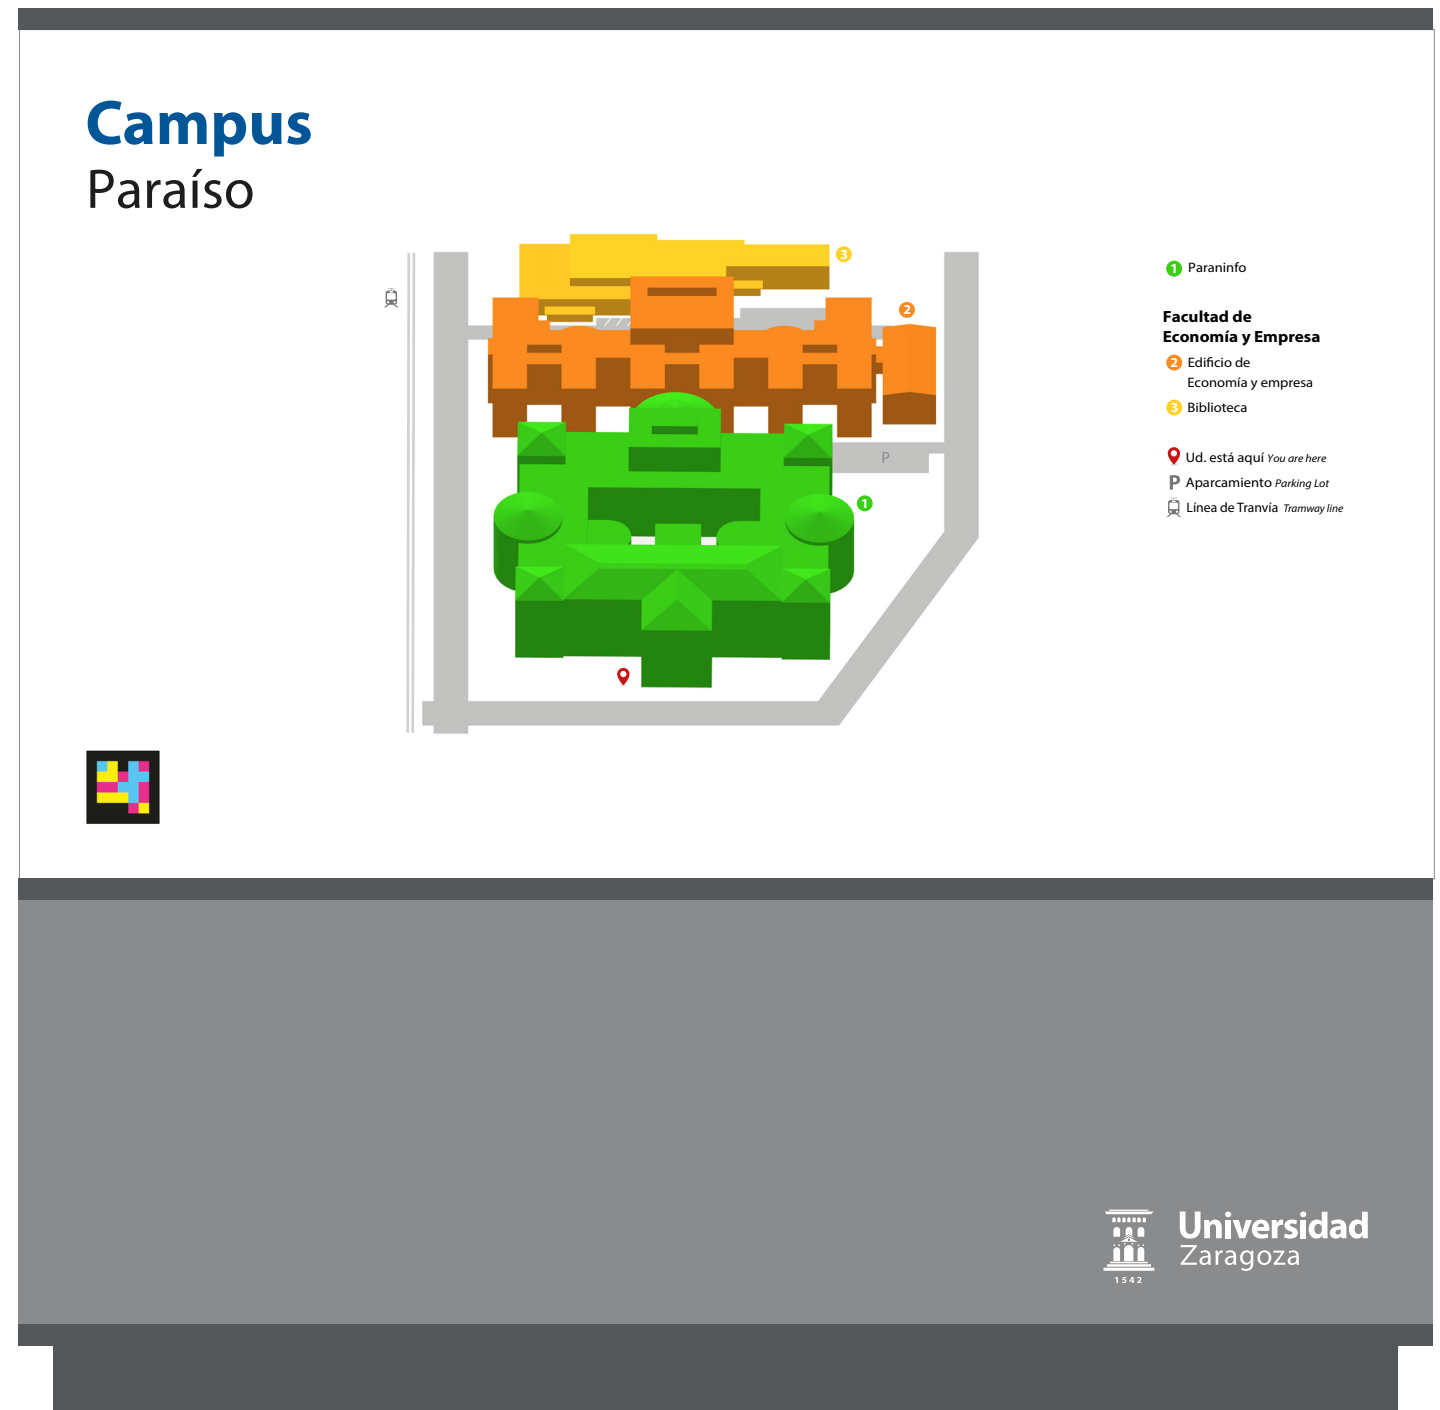 Campus
Paraíso
3
2
P
1
1 Paraninfo
Facultad de
Economía y Empresa
2 Edificio de
Economía y empresa
3 Biblioteca
Ud. está aquí You are here
P Aparcamiento Parking Lot
Línea de Tranvía Tramway line
Universidad
Zaragoza
1542